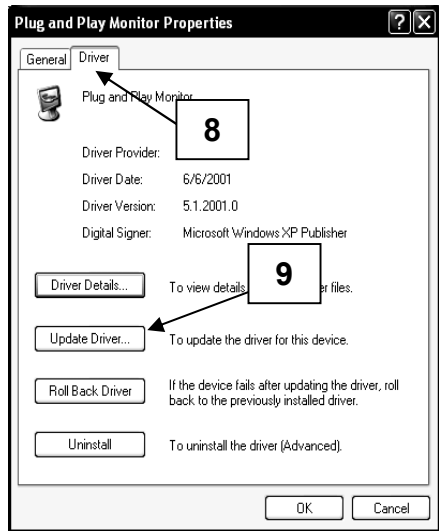 Plug and Play Monitor Properties
General Driver
Plug and Play Monitor
8
Driver Provider:
Driver Date: 6/6/2001
Driver Version: 5.1.2001.0
Digital Signer: Microsoft Windows XP Publisher
9
Driver Details... To view details er files.
Update Driver... To update the driver for this device.
Roll Back Driver If the device fails after updating the driver, roll
back to the previously installed driver.
Uninstall To uninstall the driver (Advanced).
OK Cancel